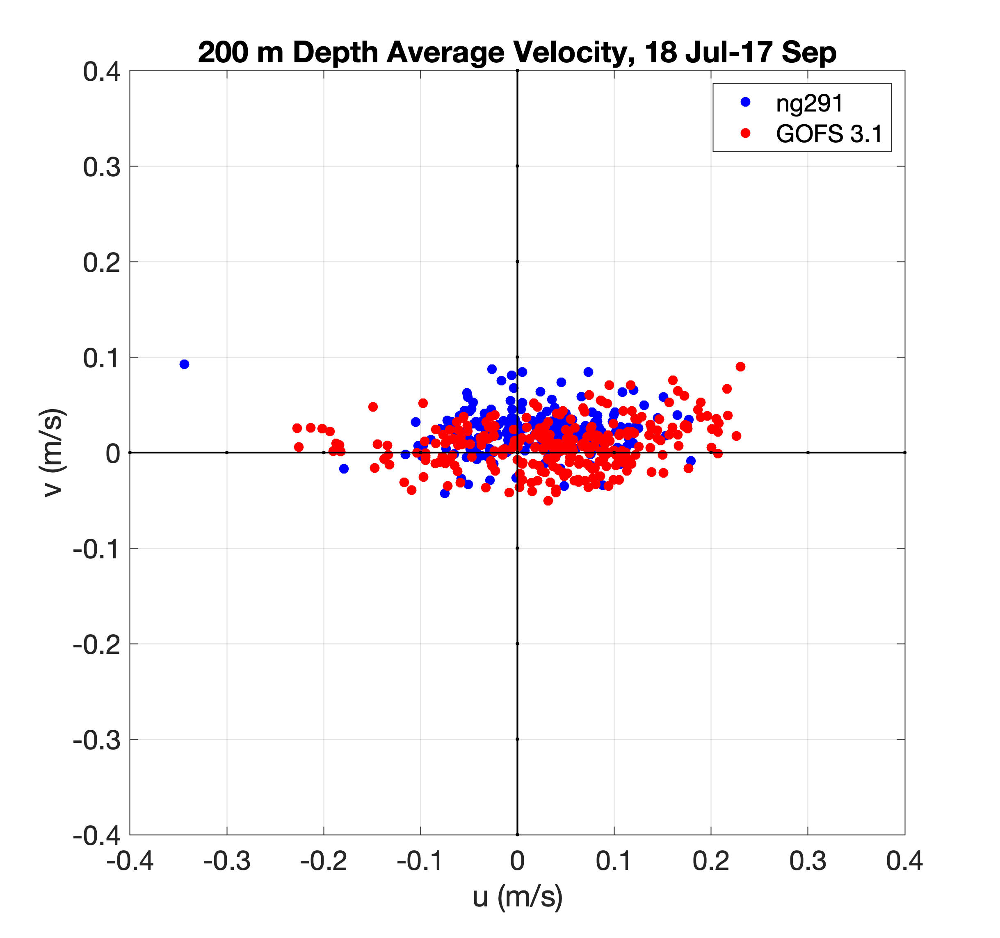 200 m Depth Average Velocity, 18 Jul-17 Sep
ng291
GOFS 3.1
0.4
0.3
0.2
0.1
0
-0.1
-0.2
-0.3
-0.4
v (m/s)
-0.4 -0.3 -0.2 -0.1 0 0.1 0.2 0.3 0.4
u (m/s)